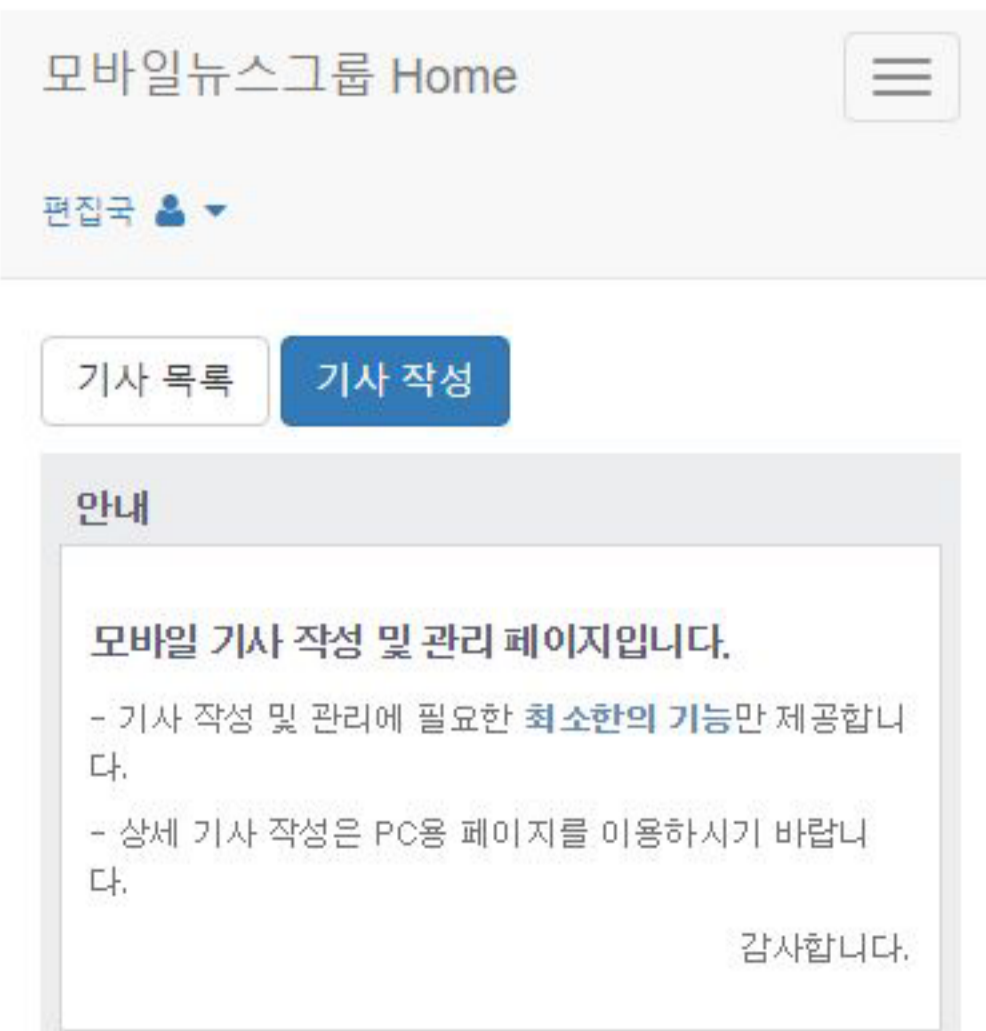 모바일뉴스그룹 Home
편집국
기사 목록 기사 작성
안내
모바일 기사 작성 및 관리 페이지입니다.
- 기사 작성 및 관리에 필요한 최소한의 기능만 제공합니
다.
- 상세 기사 작성은 PC용 페이지를 이용하시기 바랍니
다.
감사합니다.